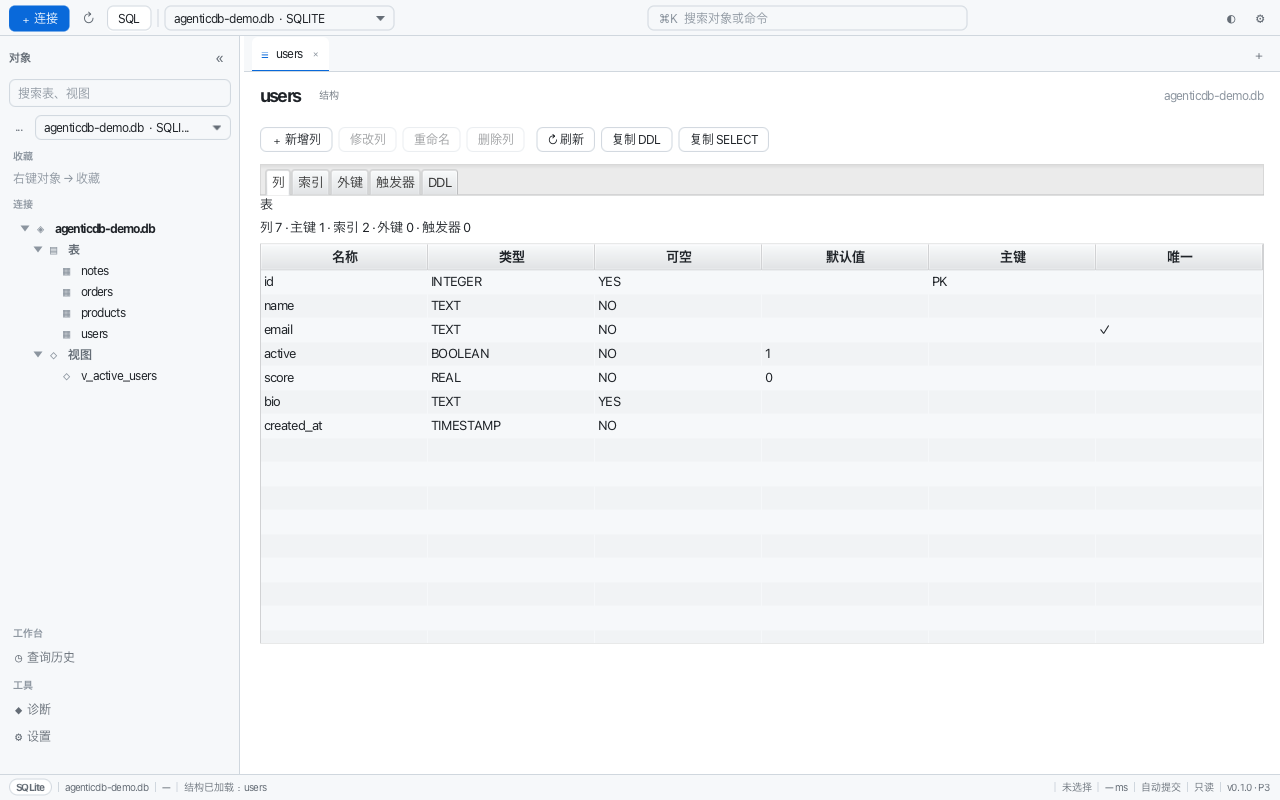 + 连接 SQL agenticdb-demo.db · SQLITE ⌘K 搜索对象或命令
对象 «
搜索表、视图
... agenticdb-demo.db · SQLI...
收藏
右键对象 → 收藏
连接
agenticdb-demo.db
表
notes
orders
products
users
视图
v_active_users
工作台
查询历史
工具
诊断
设置
users × +
users 结构 agenticdb-demo.db
+ 新增列 修改列 重命名 删除列 刷新 复制 DDL 复制 SELECT
列 索引 外键 触发器 DDL
表
列 7 · 主键 1 · 索引 2 · 外键 0 · 触发器 0
名称 类型 可空 默认值 主键 唯一
id INTEGER YES PK
name TEXT NO
email TEXT NO ✓
active BOOLEAN NO 1
score REAL NO 0
bio TEXT YES
created_at TIMESTAMP NO
SQLite agenticdb-demo.db — 结构已加载：users 未选择 — ms 自动提交 只读 v0.1.0 · P3